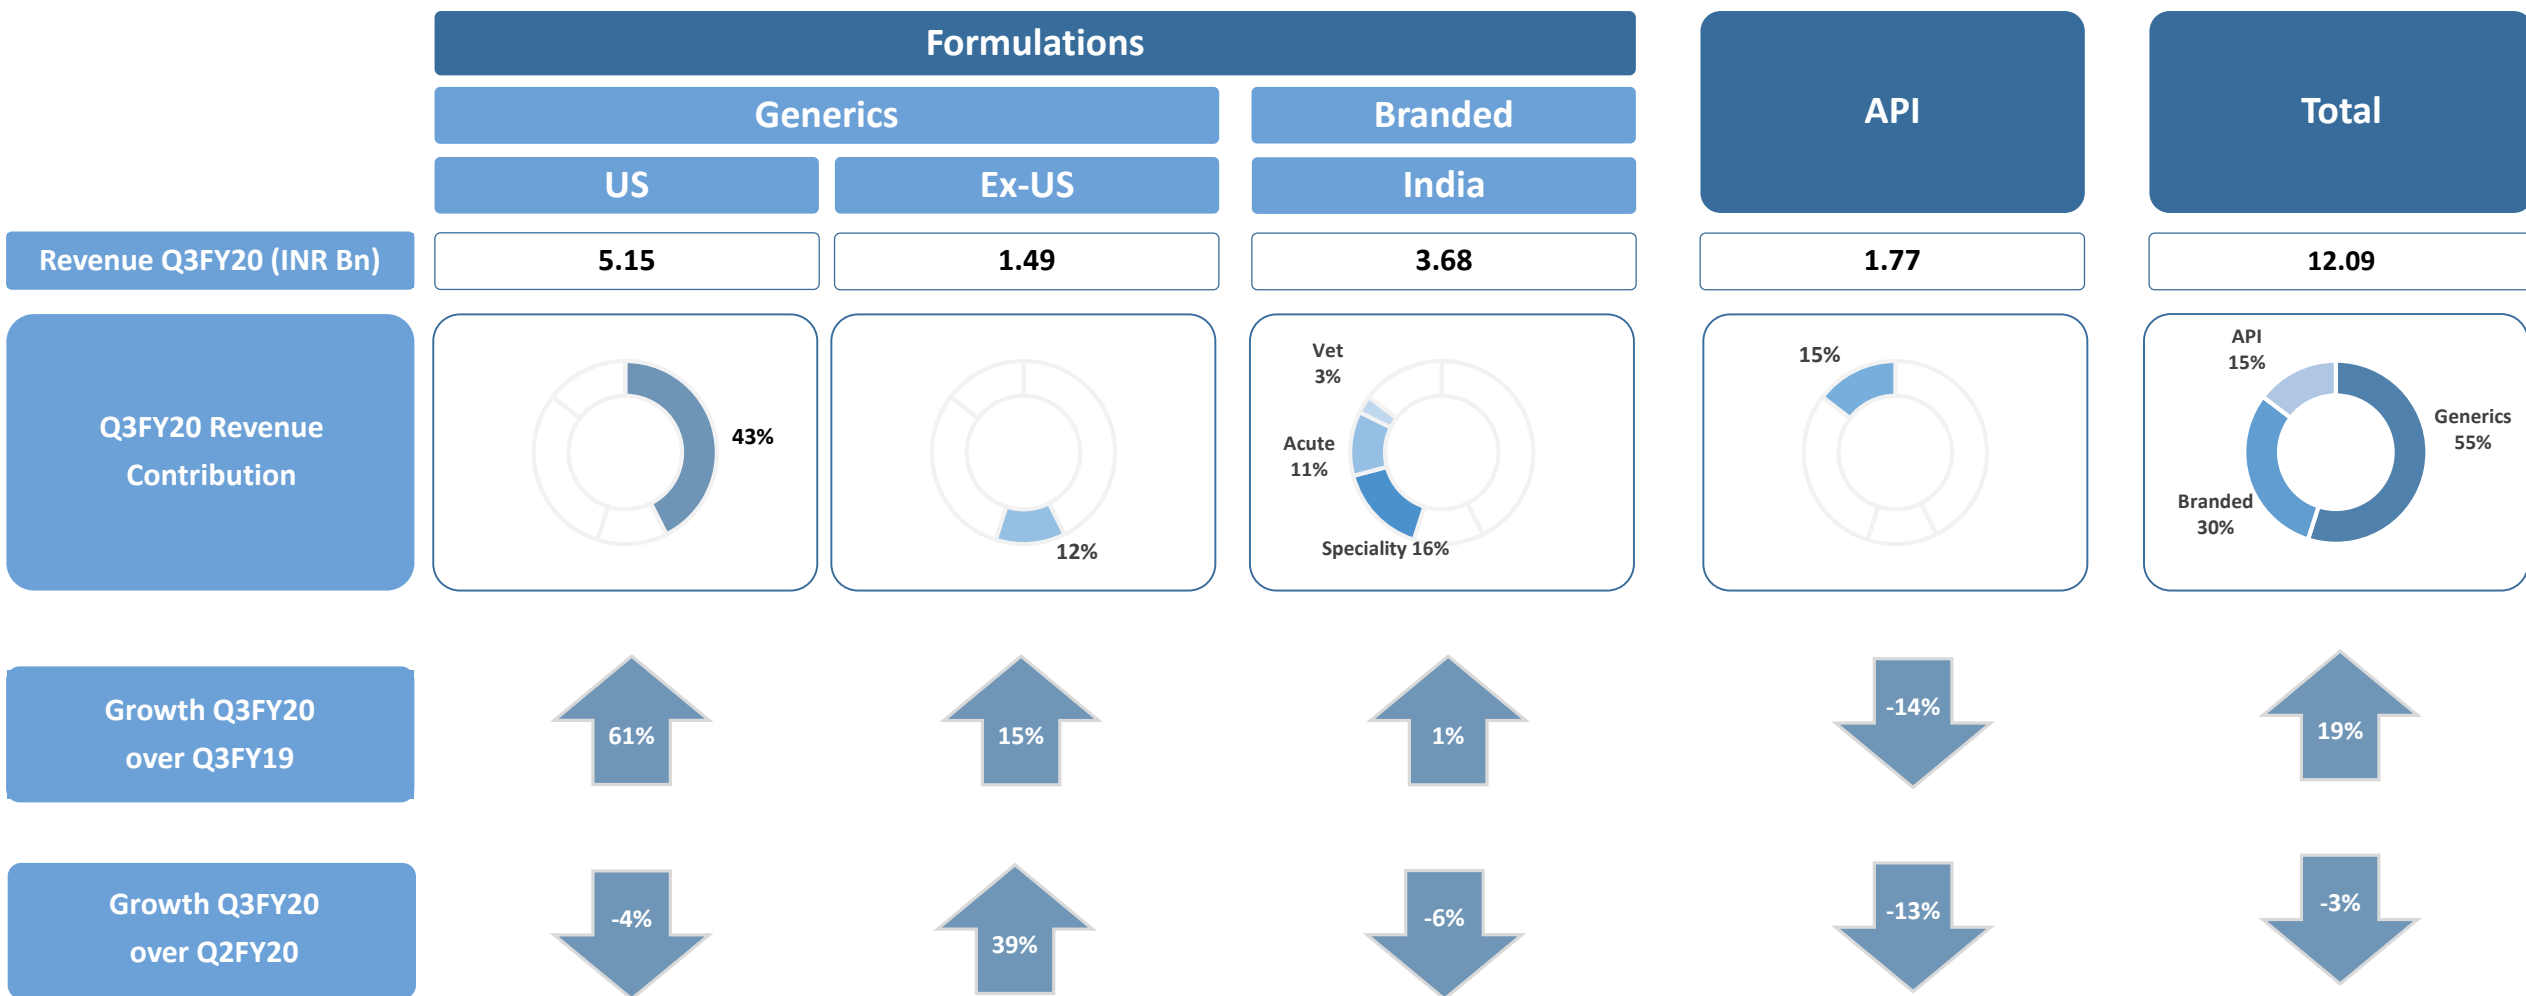 Formulations
API
Total
Generics
Branded
US
Ex-US
India
Revenue Q3FY20 (INR Bn)
5.15
1.49
3.68
1.77
12.09
Q3FY20 Revenue
Contribution
43%
12%
Vet
3%
Acute
11%
Speciality 16%
15%
API
15%
Generics
55%
Branded
30%
Growth Q3FY20
over Q3FY19
61%
15%
1%
-14%
19%
Growth Q3FY20
over Q2FY20
-4%
39%
-6%
-13%
-3%